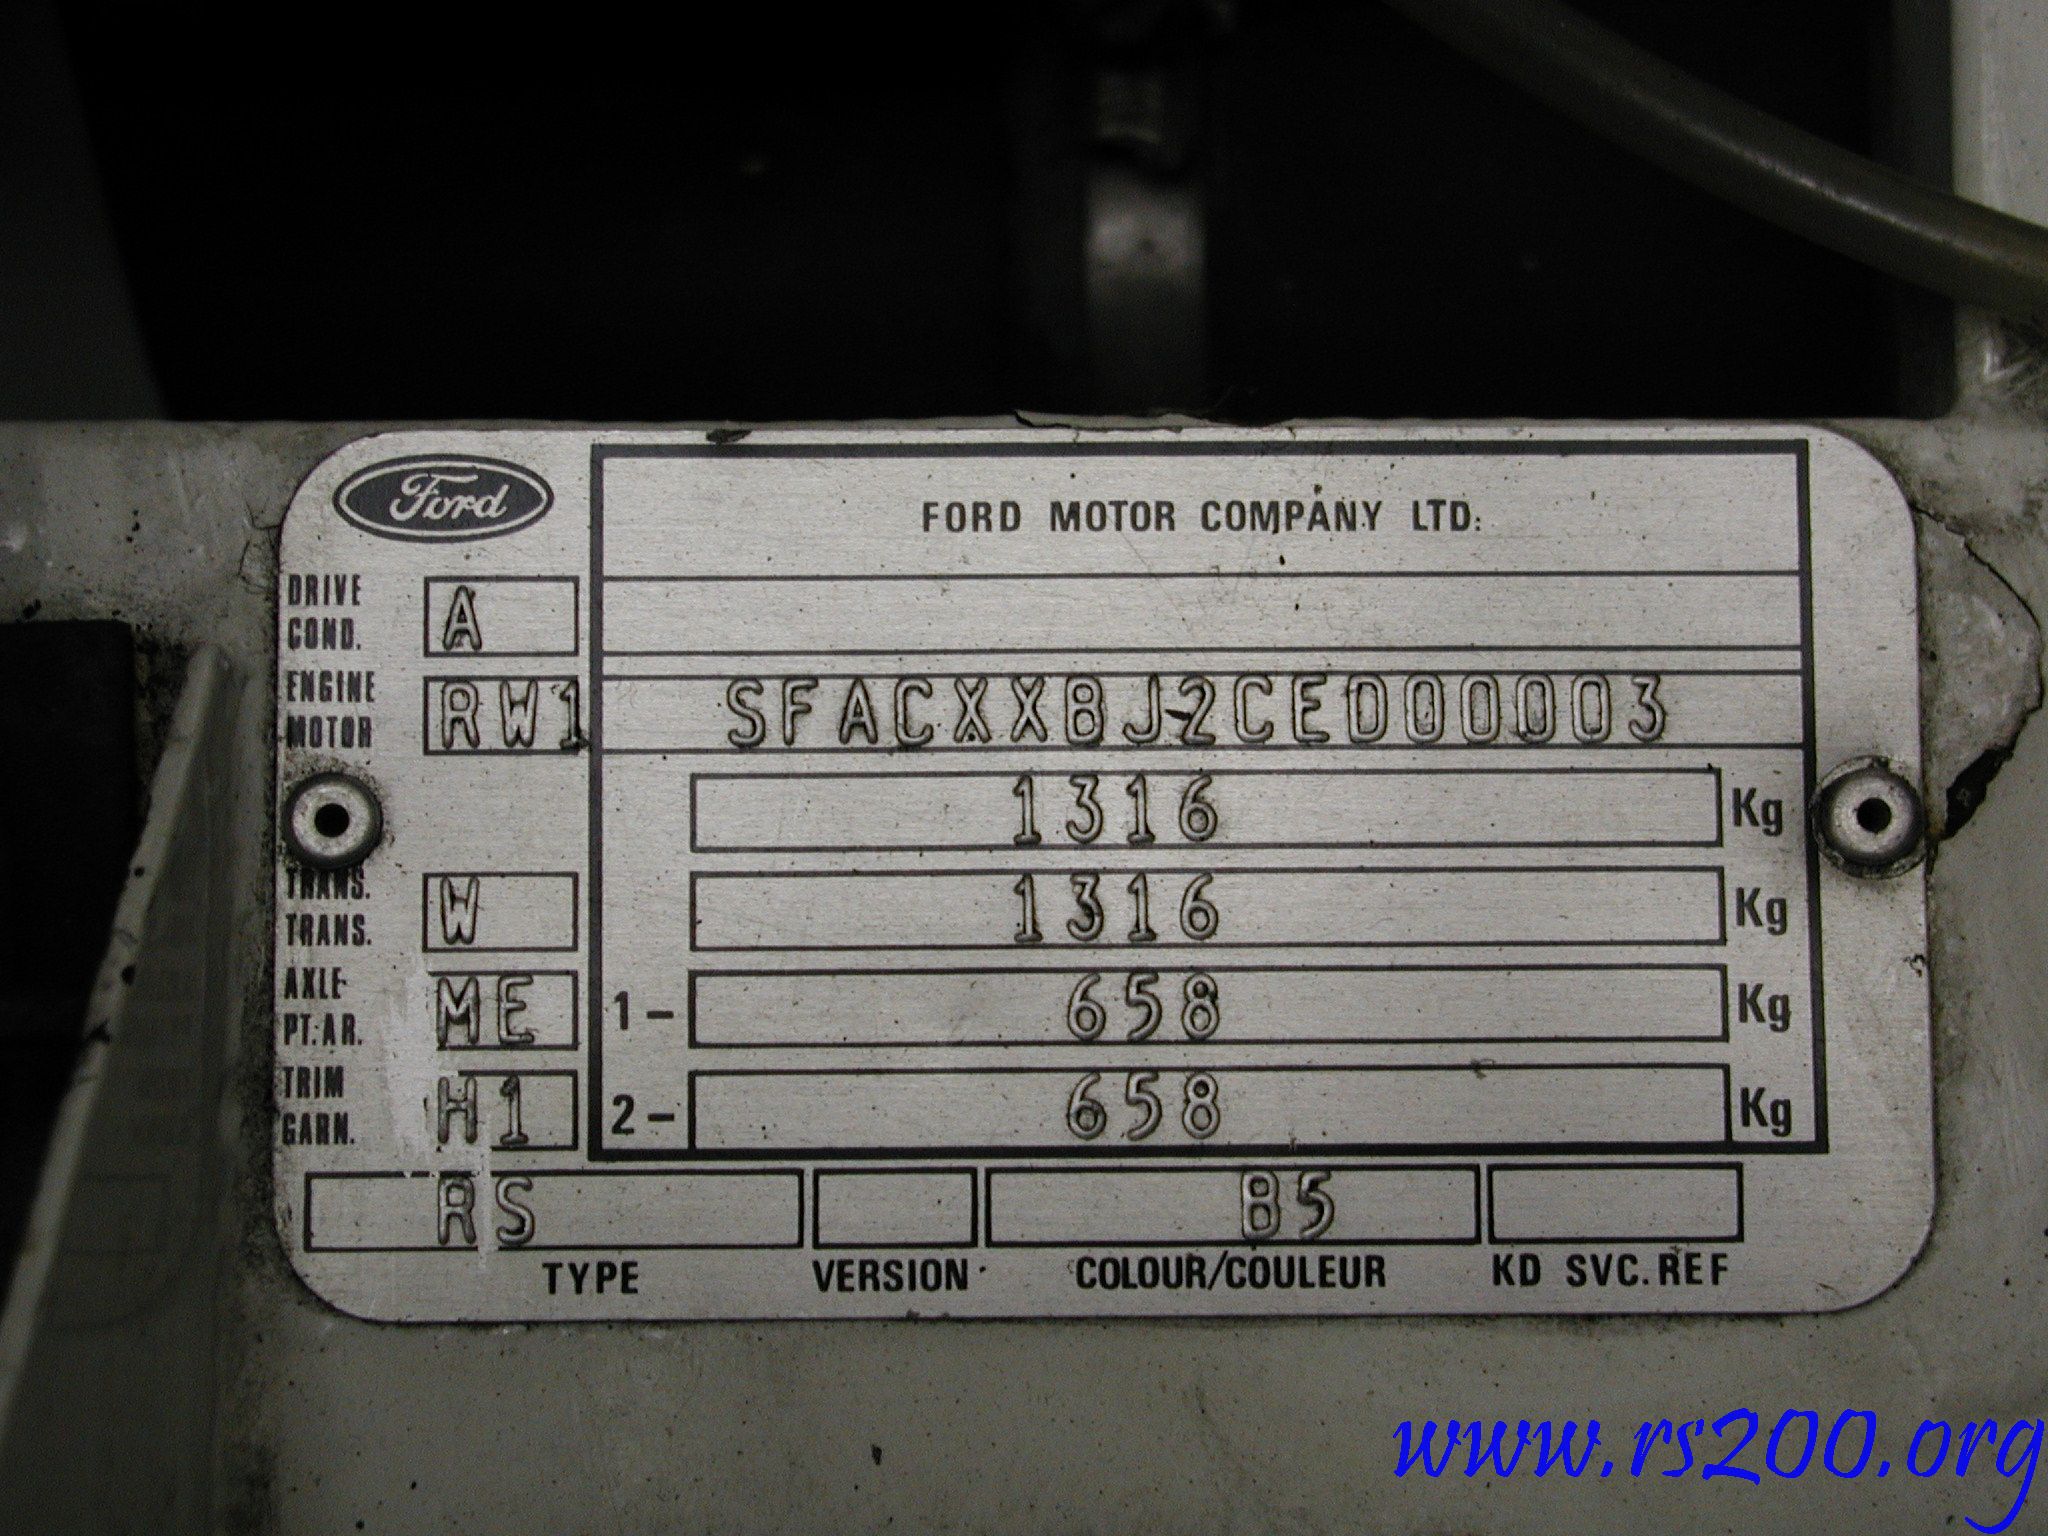 Ford
FORD MOTOR COMPANY LTD.
DRIVE
COND.
A
ENGINE
MOTOR
RW1
SFACXXBJ2CED00003
1316 Kg
TRANS.
TRANS.
W
1316 Kg
AXLE
PT.AR.
ME
1- 658 Kg
TRIM
GARN.
H1
2- 658 Kg
RS B5
TYPE VERSION COLOUR/COULEUR KD SVC.REF
www.rs200.org